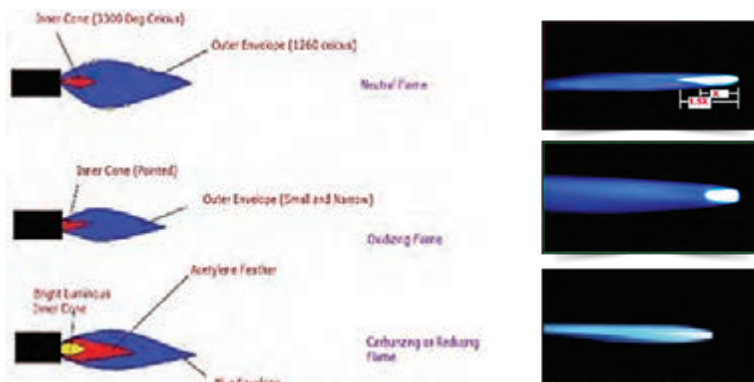 Inner Cone (3300 Deg Celcius)
Outer Envelope (1260 celcius)
Neutral Flame
X
Inner Cone (Pointed)
Outer Envelope (Small and Narrow)
Oxidizing Flame
Acetylene Feather
Bright Luminous
Inner Cone
Carburizing or Reducing
Flame